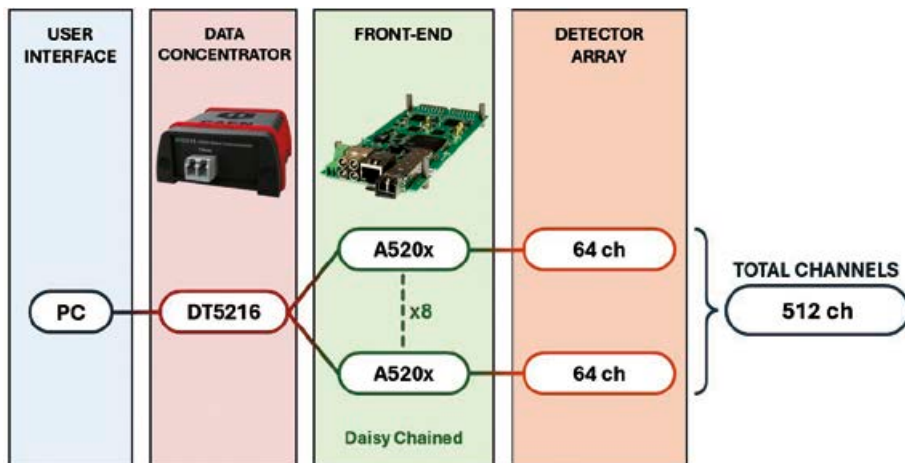 USER
INTERFACE
DATA
CONCENTRATOR
FRONT-END
DETECTOR
ARRAY
A520x
64 ch
TOTAL CHANNELS
PC
DT5216
x8
512 ch
A520x
64 ch
Daisy Chained